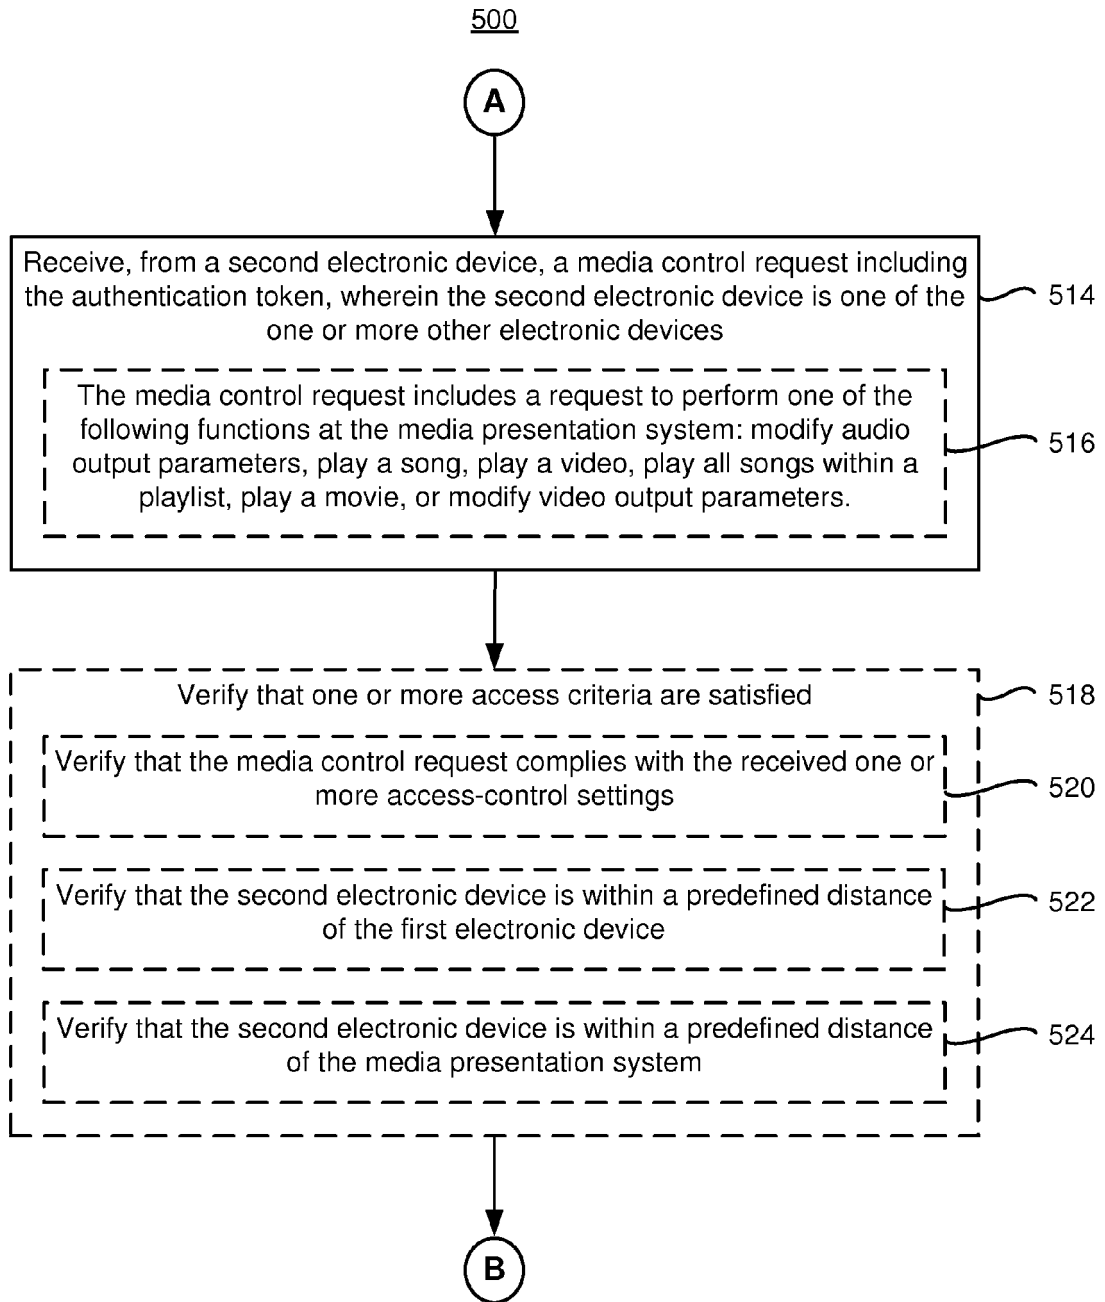 500
A
Receive, from a second electronic device, a media control request including
the authentication token, wherein the second electronic device is one of the
one or more other electronic devices
514
The media control request includes a request to perform one of the
following functions at the media presentation system: modify audio
output parameters, play a song, play a video, play all songs within a
playlist, play a movie, or modify video output parameters.
516
Verify that one or more access criteria are satisfied
518
Verify that the media control request complies with the received one or
more access-control settings
520
Verify that the second electronic device is within a predefined distance
of the first electronic device
522
Verify that the second electronic device is within a predefined distance
of the media presentation system
524
B